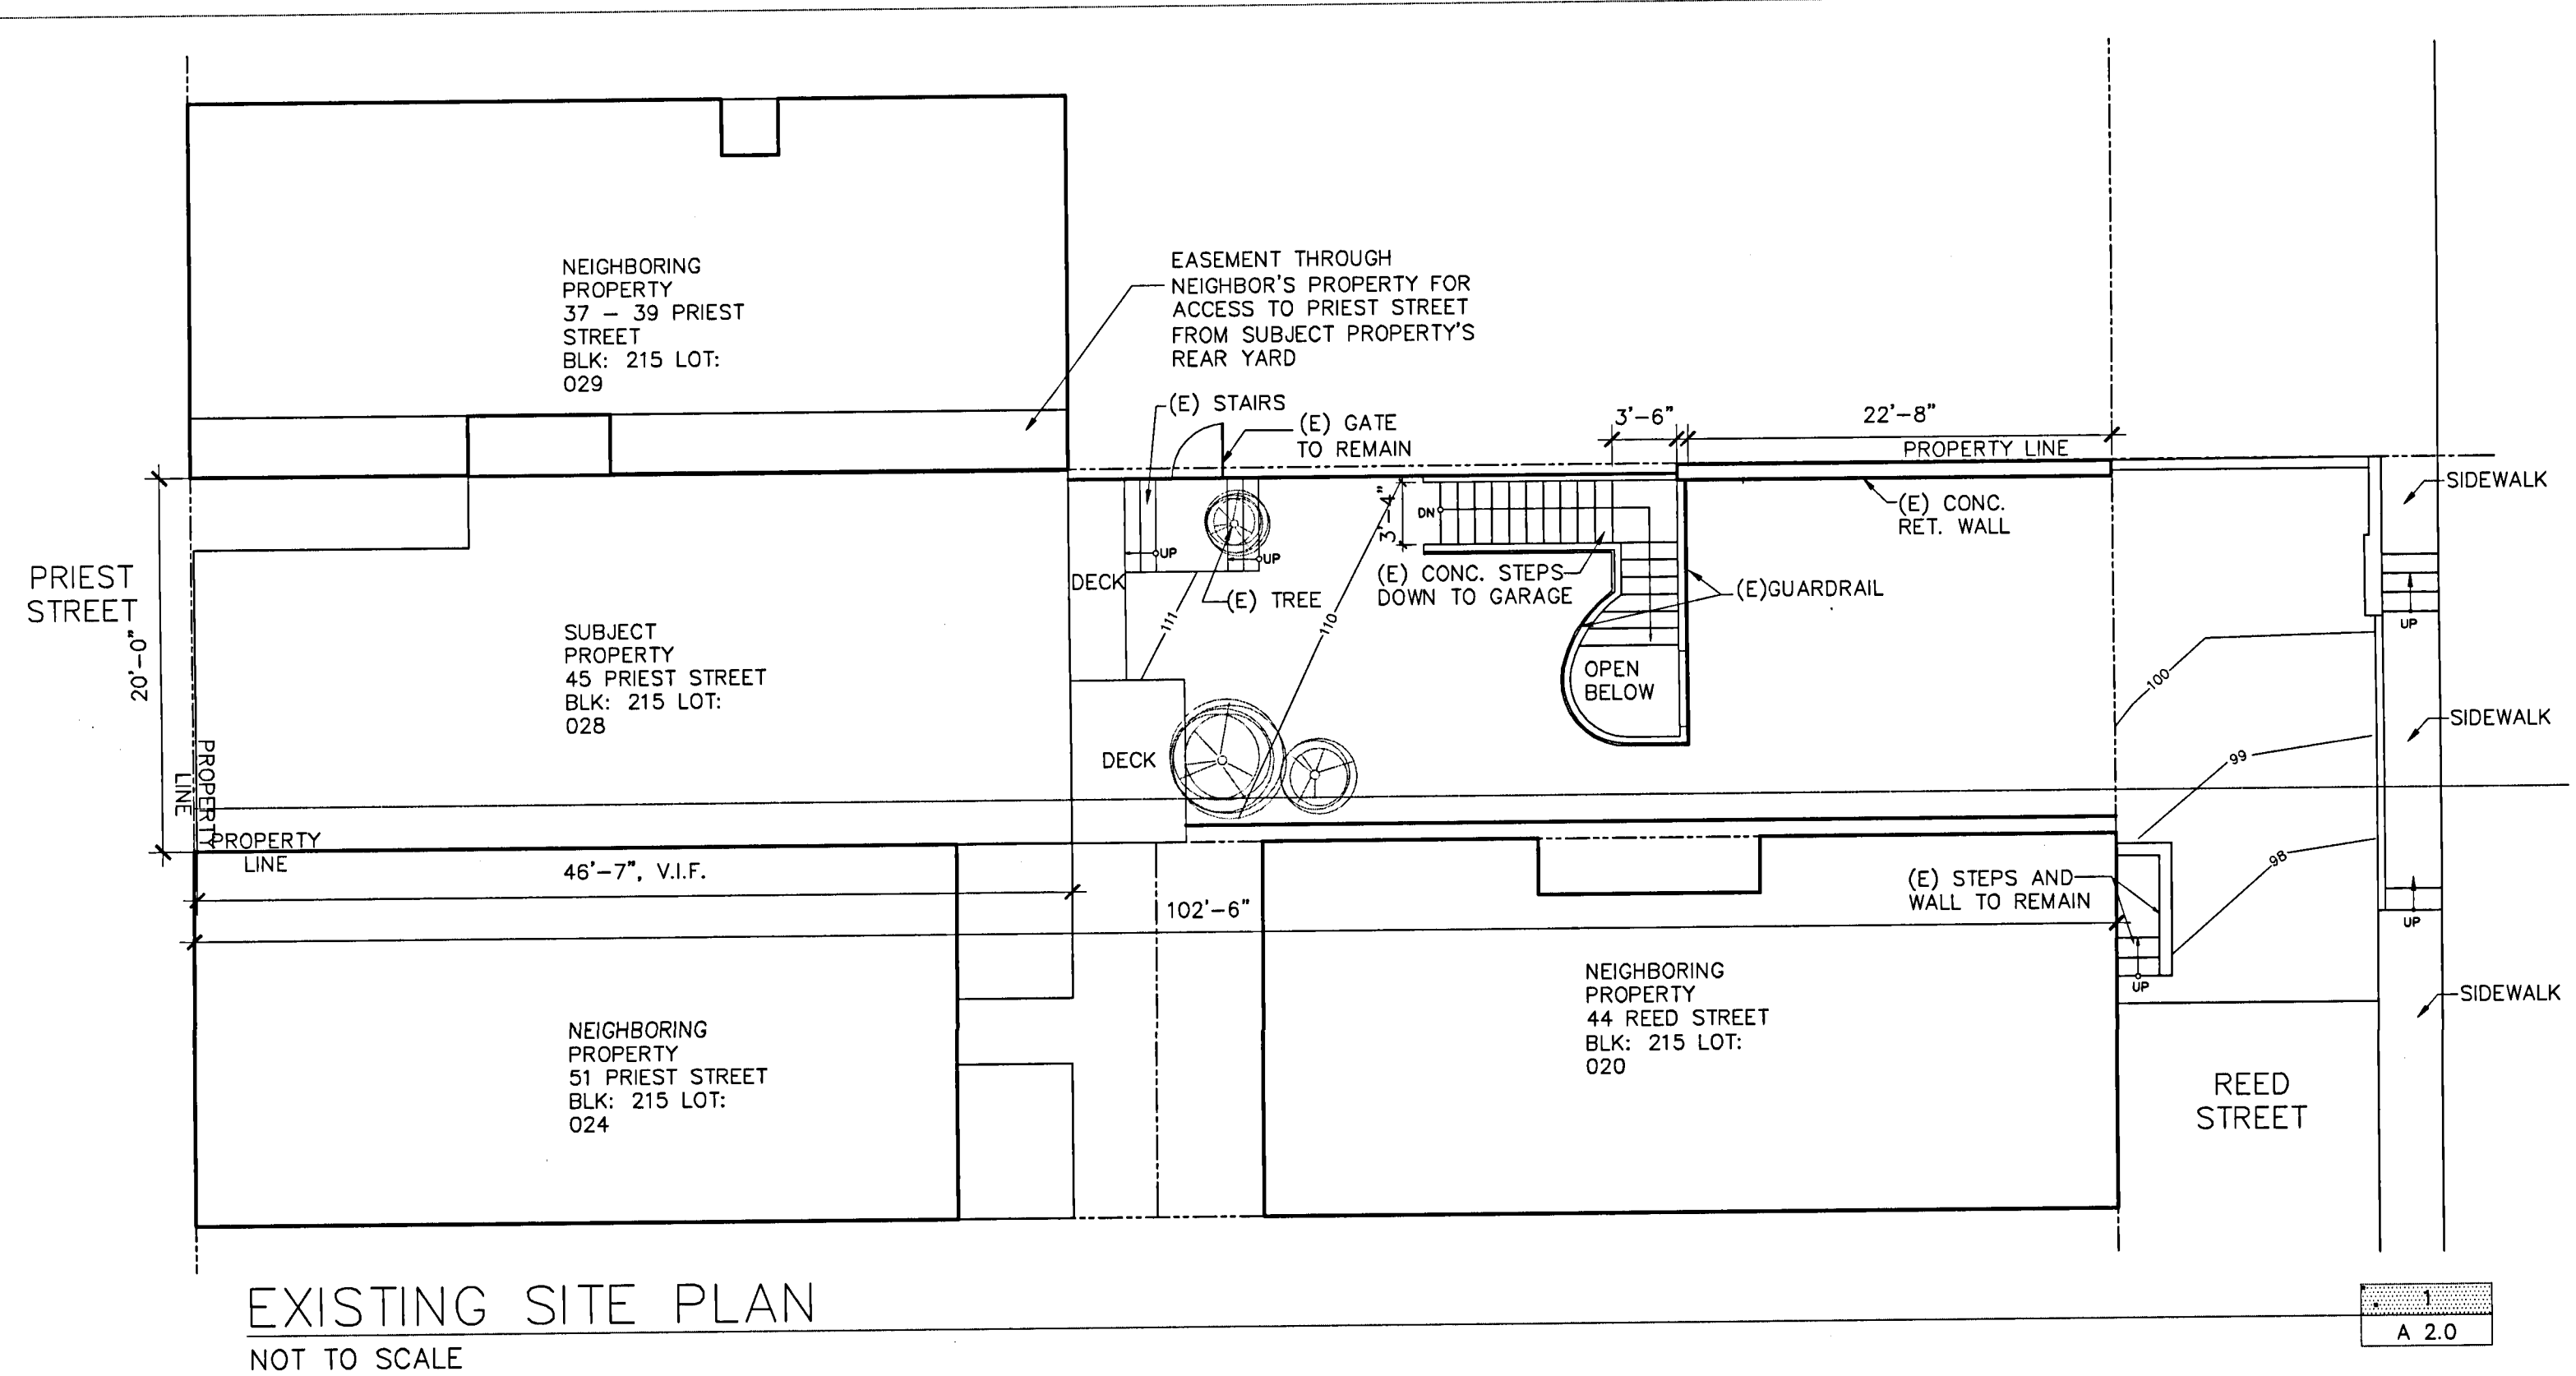 NEIGHBORING
PROPERTY
37 – 39 PRIEST
STREET
BLK: 215 LOT:
029
EASEMENT THROUGH
NEIGHBOR'S PROPERTY FOR
ACCESS TO PRIEST STREET
FROM SUBJECT PROPERTY'S
REAR YARD
(E) STAIRS
(E) GATE
TO REMAIN
3'-6"
22'-8"
PROPERTY LINE
SIDEWALK
(E) CONC.
RET. WALL
3'-4"
DN
UP
UP
DECK
(E) TREE
111
110
(E) CONC. STEPS
DOWN TO GARAGE
(E)GUARDRAIL
OPEN
BELOW
PRIEST
STREET
20'-0"
SUBJECT
PROPERTY
45 PRIEST STREET
BLK: 215 LOT:
028
DECK
UP
100
SIDEWALK
99
98
PROPERTY
LINE
PROPERTY
LINE
46'-7", V.I.F.
102'-6"
(E) STEPS AND
WALL TO REMAIN
UP
UP
SIDEWALK
NEIGHBORING
PROPERTY
51 PRIEST STREET
BLK: 215 LOT:
024
NEIGHBORING
PROPERTY
44 REED STREET
BLK: 215 LOT:
020
REED
STREET
EXISTING SITE PLAN
NOT TO SCALE
1
A 2.0